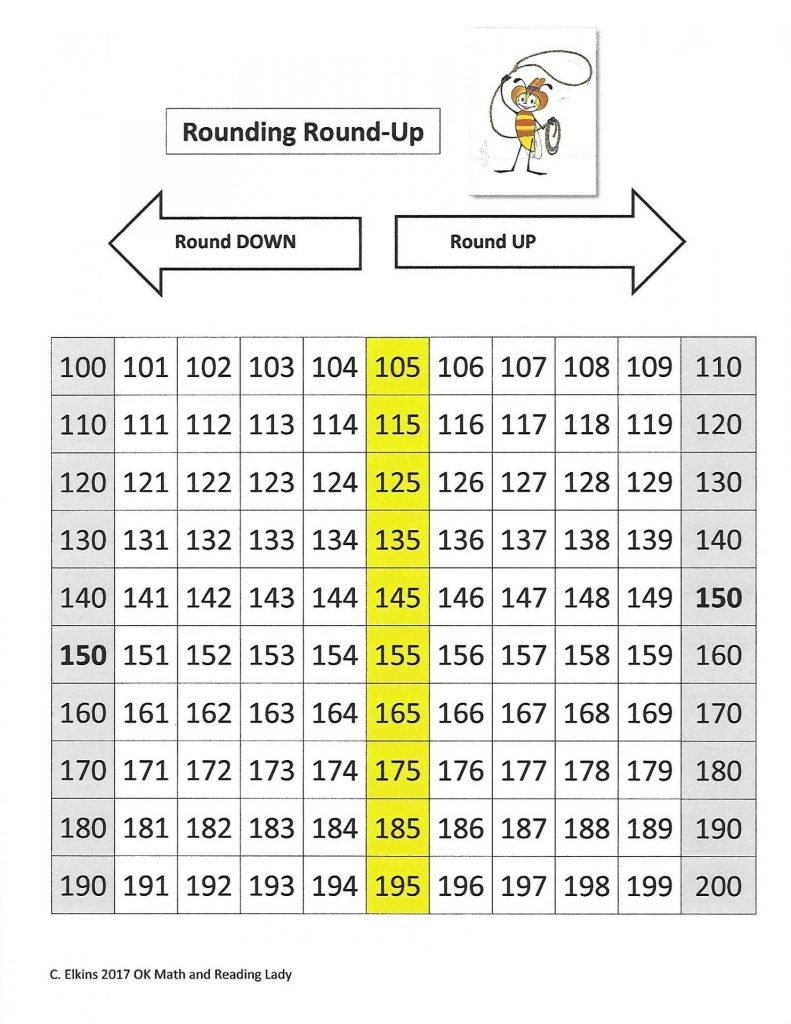 Rounding Round-Up
Round DOWN
Round UP
100 101 102 103 104 105 106 107 108 109 110
110 111 112 113 114 115 116 117 118 119 120
120 121 122 123 124 125 126 127 128 129 130
130 131 132 133 134 135 136 137 138 139 140
140 141 142 143 144 145 146 147 148 149 150
150 151 152 153 154 155 156 157 158 159 160
160 161 162 163 164 165 166 167 168 169 170
170 171 172 173 174 175 176 177 178 179 180
180 181 182 183 184 185 186 187 188 189 190
190 191 192 193 194 195 196 197 198 199 200
C. Elkins 2017 OK Math and Reading Lady